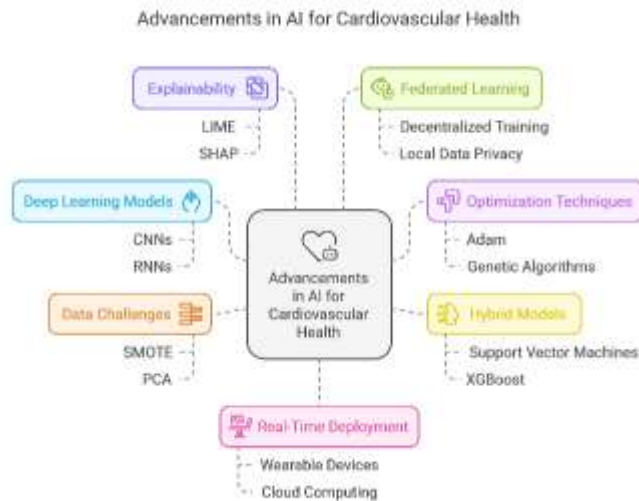 Advancements in AI for Cardiovascular Health
Explainability
LIME
SHAP
Federated Learning
Decentralized Training
Local Data Privacy
Deep Learning Models
CNNs
RNNs
Optimization Techniques
Adam
Genetic Algorithms
Advancements
in AI for
Cardiovascular
Health
Data Challenges
SMOTE
PCA
Hybrid Models
Support Vector Machines
XGBoost
Real-Time Deployment
Wearable Devices
Cloud Computing